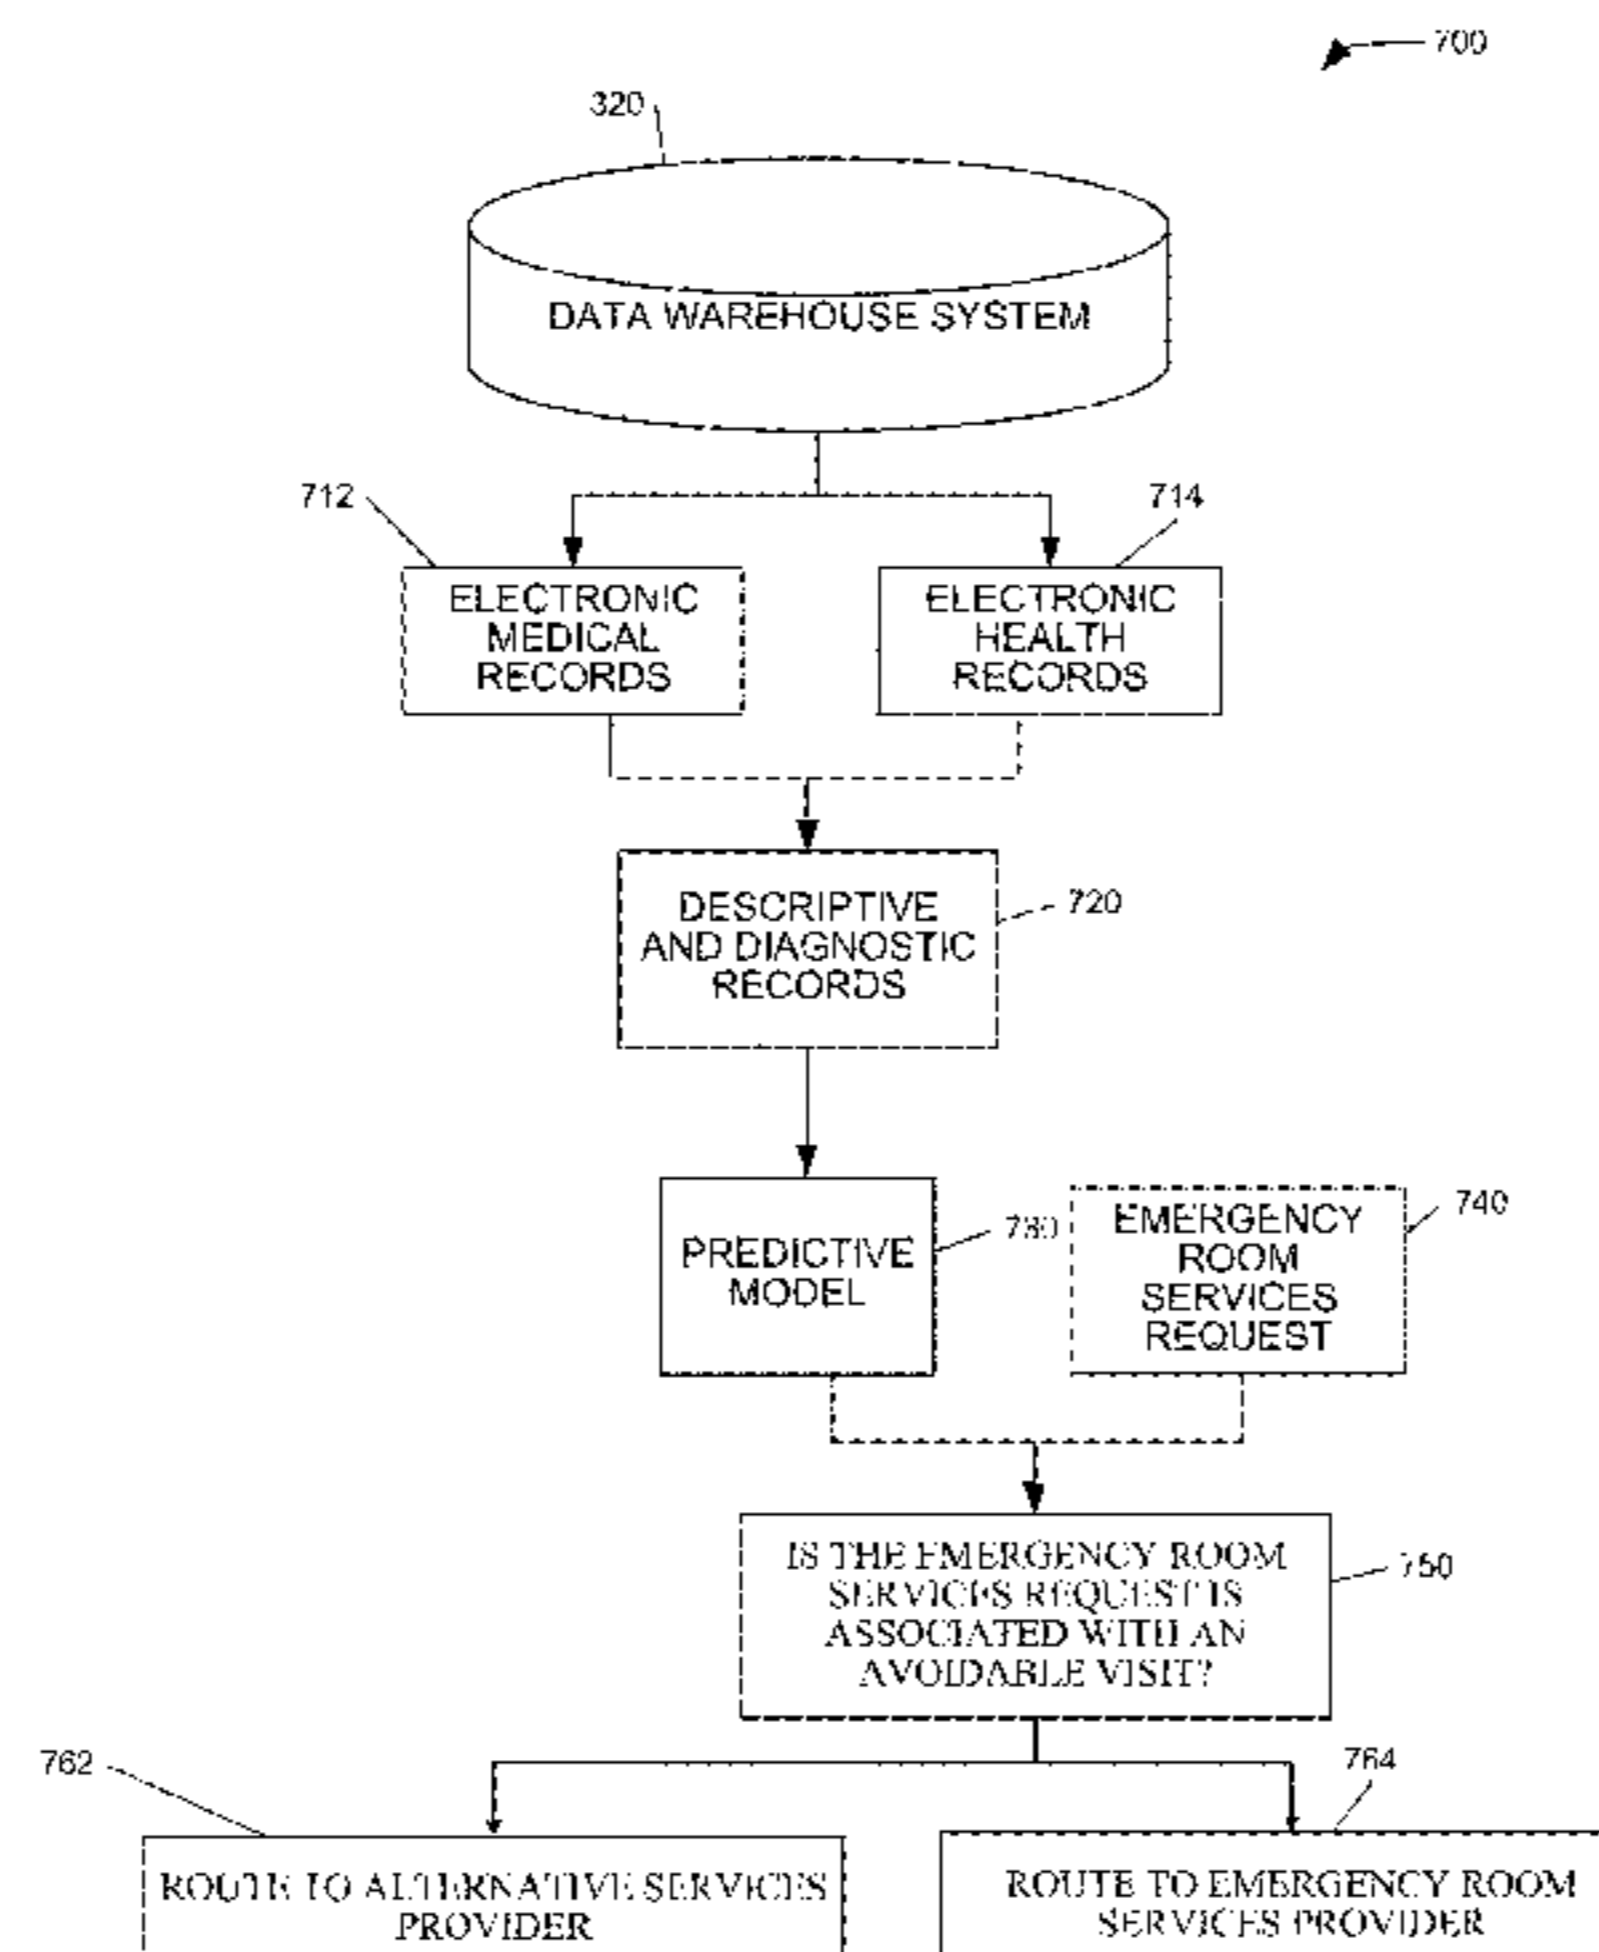 700
320
DATA WAREHOUSE SYSTEM
712
714
ELECTRONIC
MEDICAL
RECORDS
ELECTRONIC
HEALTH
RECORDS
DESCRIPTIVE
AND DIAGNOSTIC
RECORDS
720
PREDICTIVE
MODEL
730
EMERGENCY
ROOM
SERVICES
REQUEST
740
IS THE EMERGENCY ROOM
SERVICES REQUEST IS
ASSOCIATED WITH AN
AVOIDABLE VISIT?
750
762
764
ROUTE TO ALTERNATIVE SERVICES
PROVIDER
ROUTE TO EMERGENCY ROOM
SERVICES PROVIDER